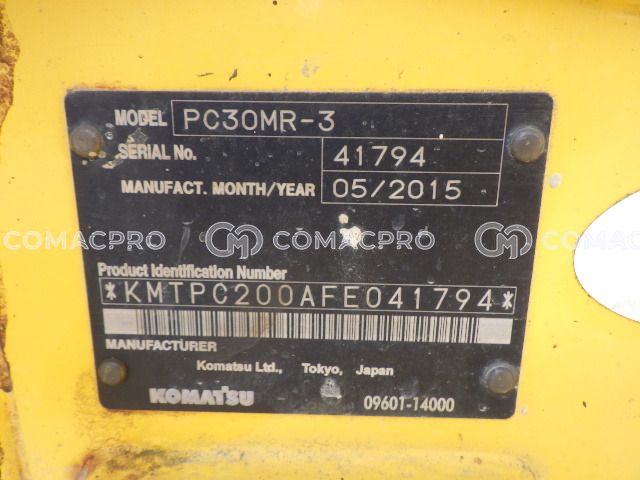 MODEL PC30MR-3
SERIAL No. 41794
MANUFACT. MONTH/YEAR 05/2015
COMACPRO COMACPRO
Product Identification Number
*KMTPC200AFE041794*
MANUFACTURER
Komatsu Ltd., Tokyo, Japan
KOMATSU 09601-14000